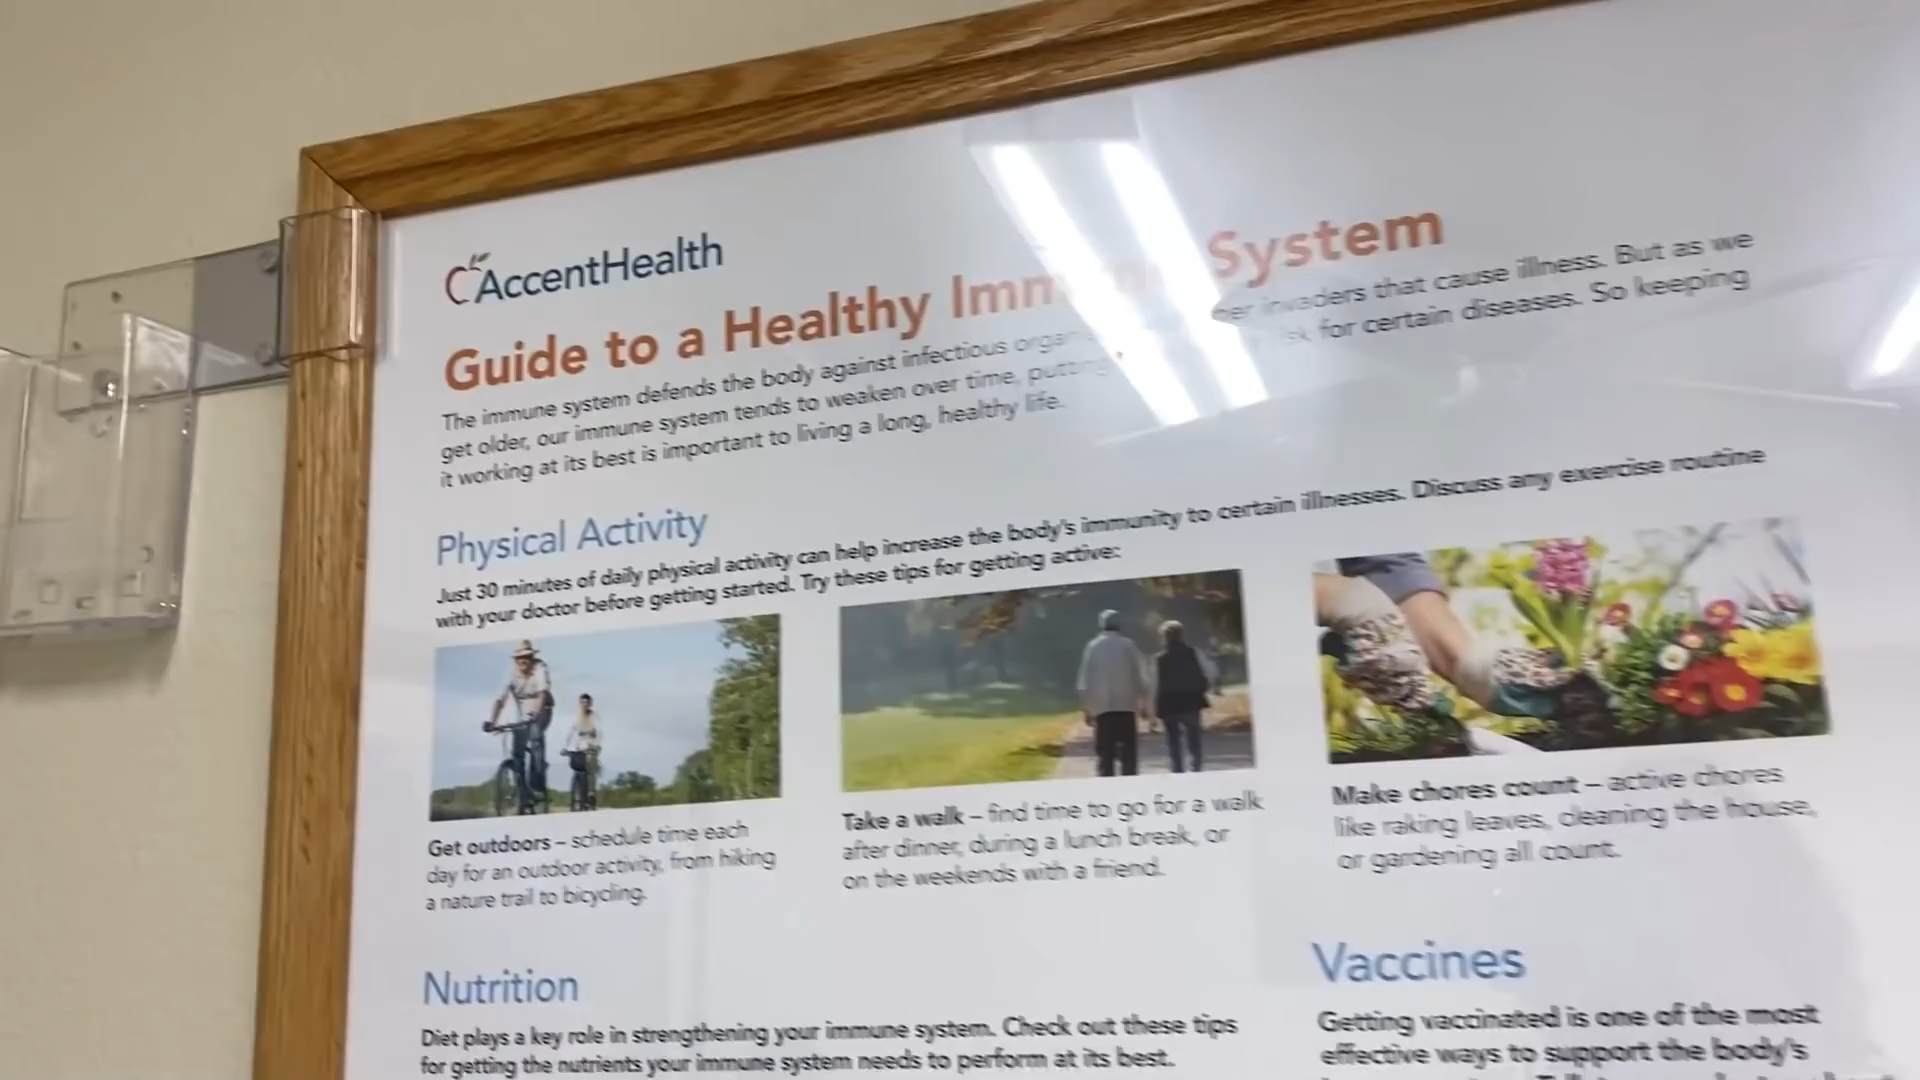 AccentHealth
Guide to a Healthy System
The immune system defends the body against infectious invaders that cause illness. But as we
get older, our immune system tends to weaken over time, putting for certain diseases. So keeping
it working at its best is important to living a long, healthy life.
Physical Activity
Just 30 minutes of daily physical activity can help increase the body's immunity to certain illnesses. Discuss any exercise routine
with your doctor before getting started. Try these tips for getting active:
Get outdoors – schedule time each
day for an outdoor activity, from hiking
a nature trail to bicycling.
Take a walk – find time to go for a walk
after dinner, during a lunch break, or
on the weekends with a friend.
Make chores count – active chores
like raking leaves, cleaning the house,
or gardening all count.
Nutrition
Diet plays a key role in strengthening your immune system. Check out these tips
for getting the nutrients your immune system needs to perform at its best.
Vaccines
Getting vaccinated is one of the most
effective ways to support the body's